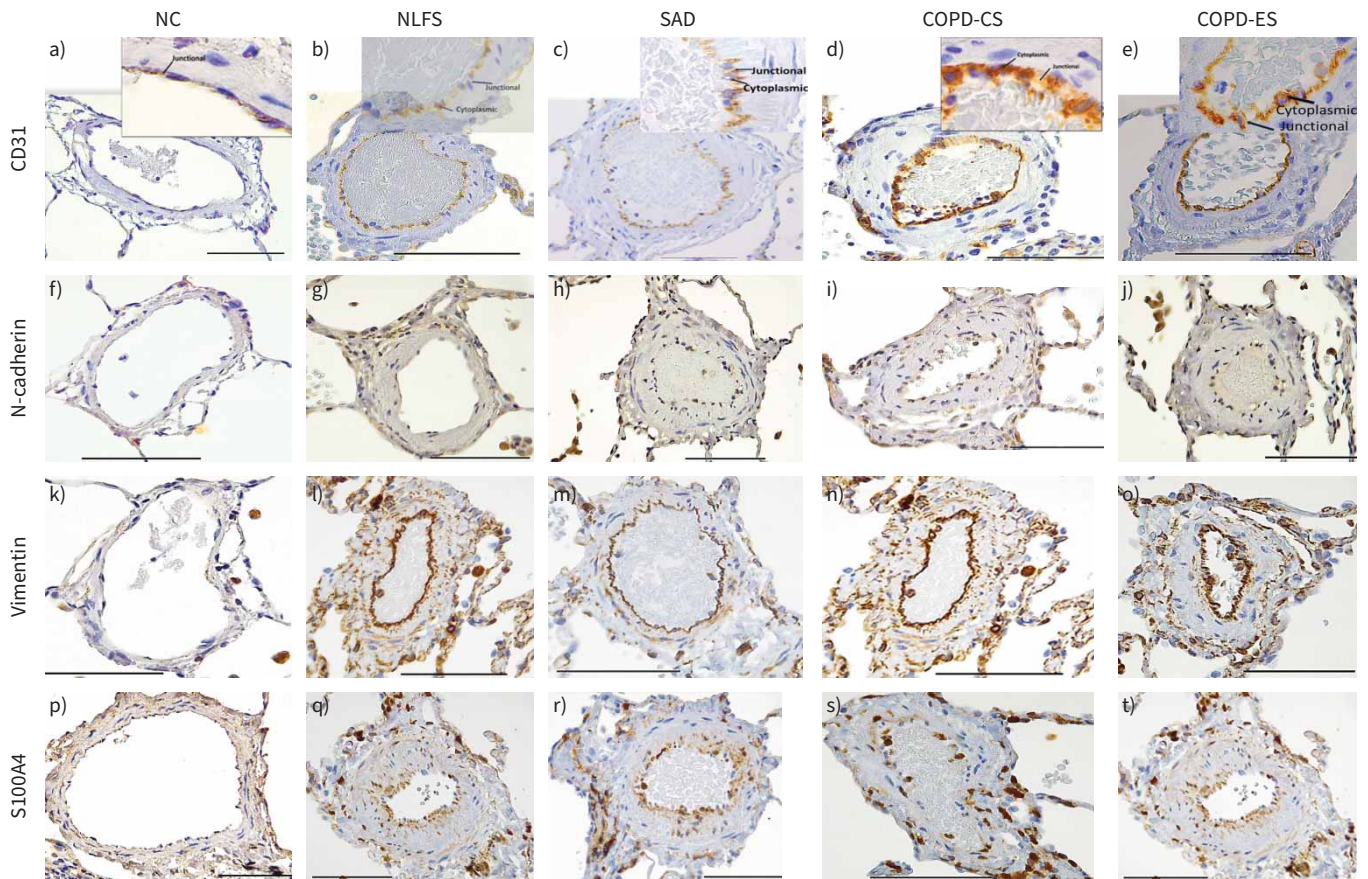 NC NLFS SAD COPD-CS COPD-ES
CD31
a) b) c) d) e)
Junctional
Junctional
Cytoplasmic
Junctional
Cytoplasmic
Cytoplasmic
Junctional
Cytoplasmic
Junctional
N-cadherin
f) g) h) i) j)
Vimentin
k) l) m) n) o)
S100A4
p) q) r) s) t)